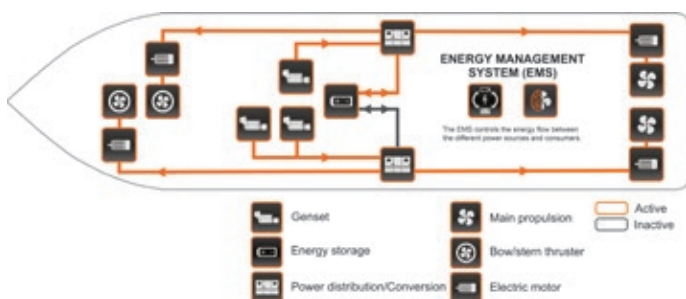 ENERGY MANAGEMENT
SYSTEM (EMS)
The EMS controls the energy flow between
the different power sources and consumers.
Genset
Main propulsion
Active
Inactive
Energy storage
Bow/stern thruster
Power distribution/Conversion
Electric motor